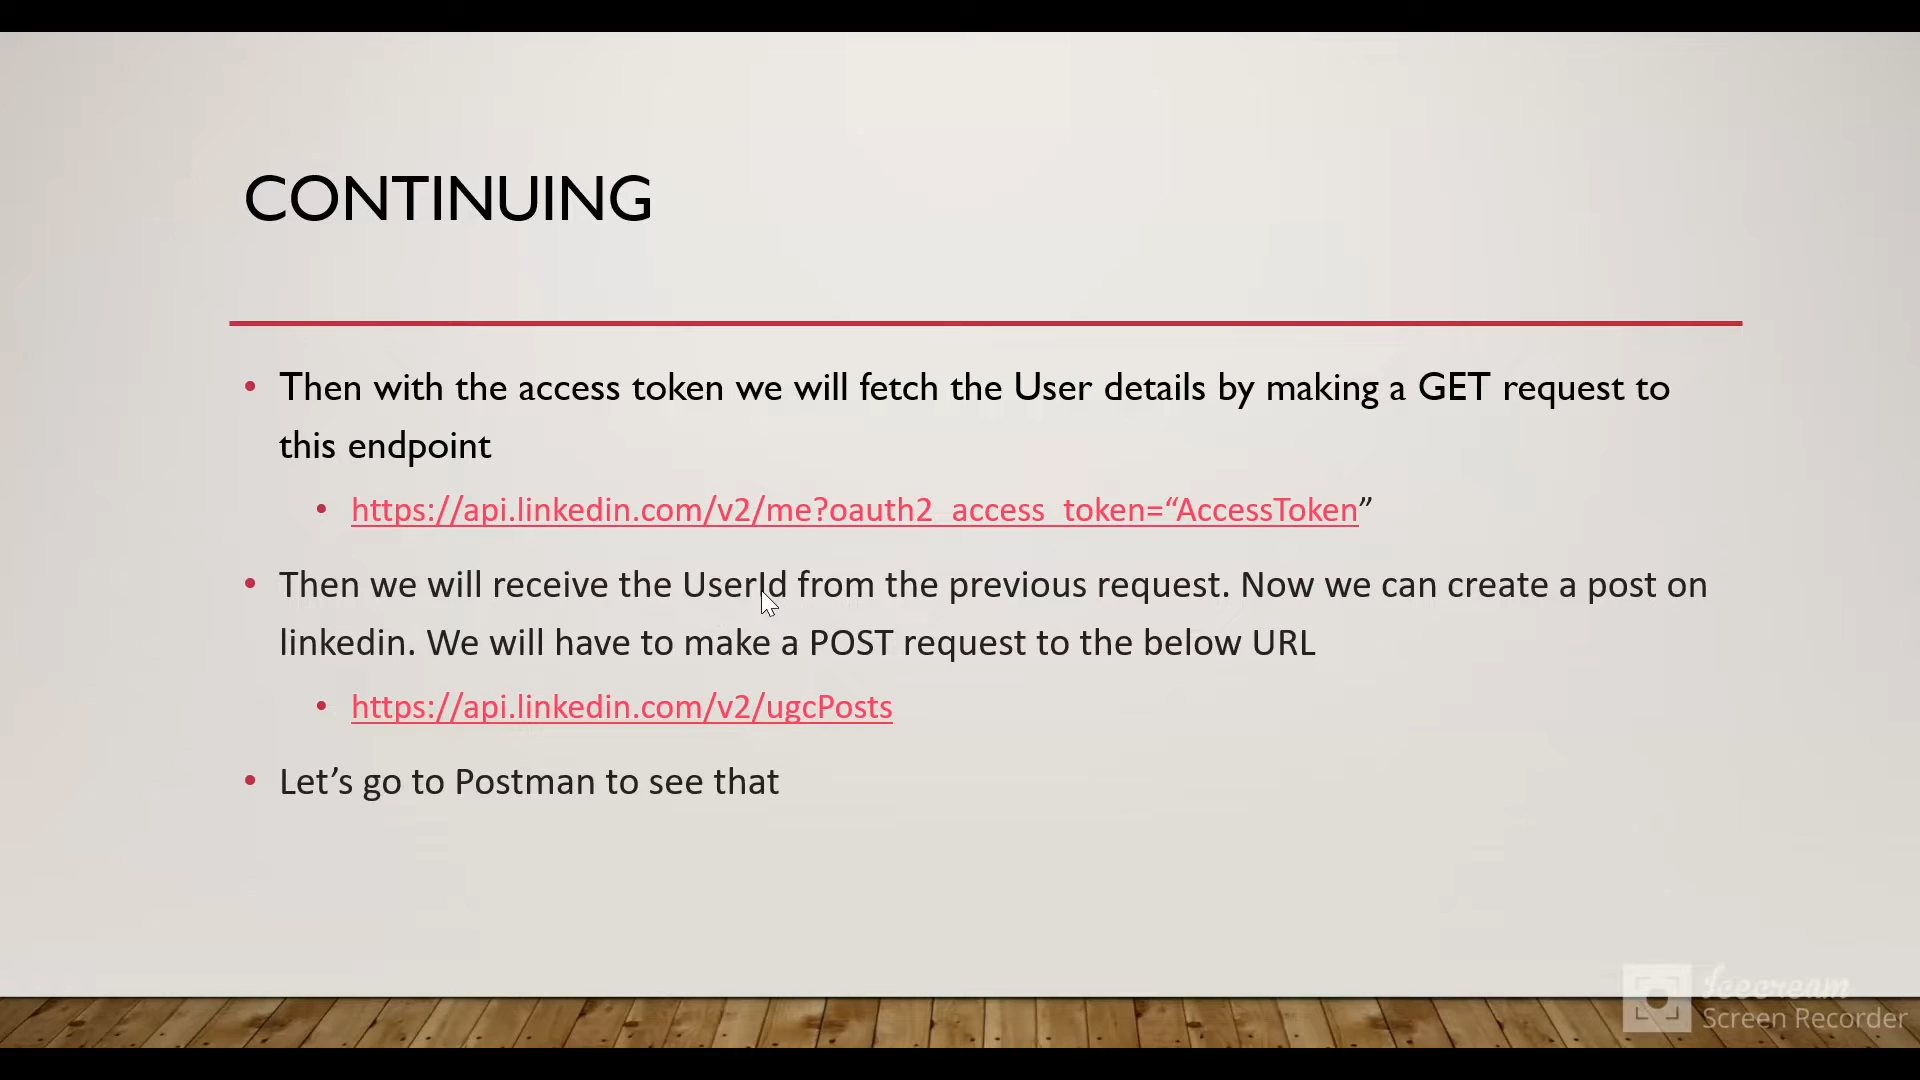 CONTINUING
• Then with the access token we will fetch the User details by making a GET request to
this endpoint
• https://api.linkedin.com/v2/me?oauth2_access_token=“AccessToken”
• Then we will receive the UserId from the previous request. Now we can create a post on
linkedin. We will have to make a POST request to the below URL
• https://api.linkedin.com/v2/ugcPosts
• Let’s go to Postman to see that
Icecream
Screen Recorder